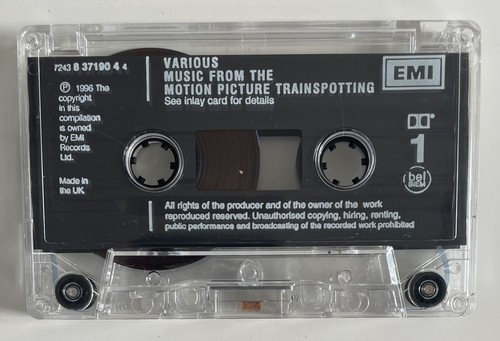 7243 8 37190 4 4
VARIOUS
MUSIC FROM THE
MOTION PICTURE TRAINSPOTTING
See inlay card for details
EMI
Ⓟ 1996 The
copyright
in this
compilation
is owned
by EMI
Records
Ltd.
Made in
the UK
1
bel
BIEM
All rights of the producer and of the owner of the work
reproduced reserved. Unauthorised copying, hiring, renting,
public performance and broadcasting of the recorded work prohibited